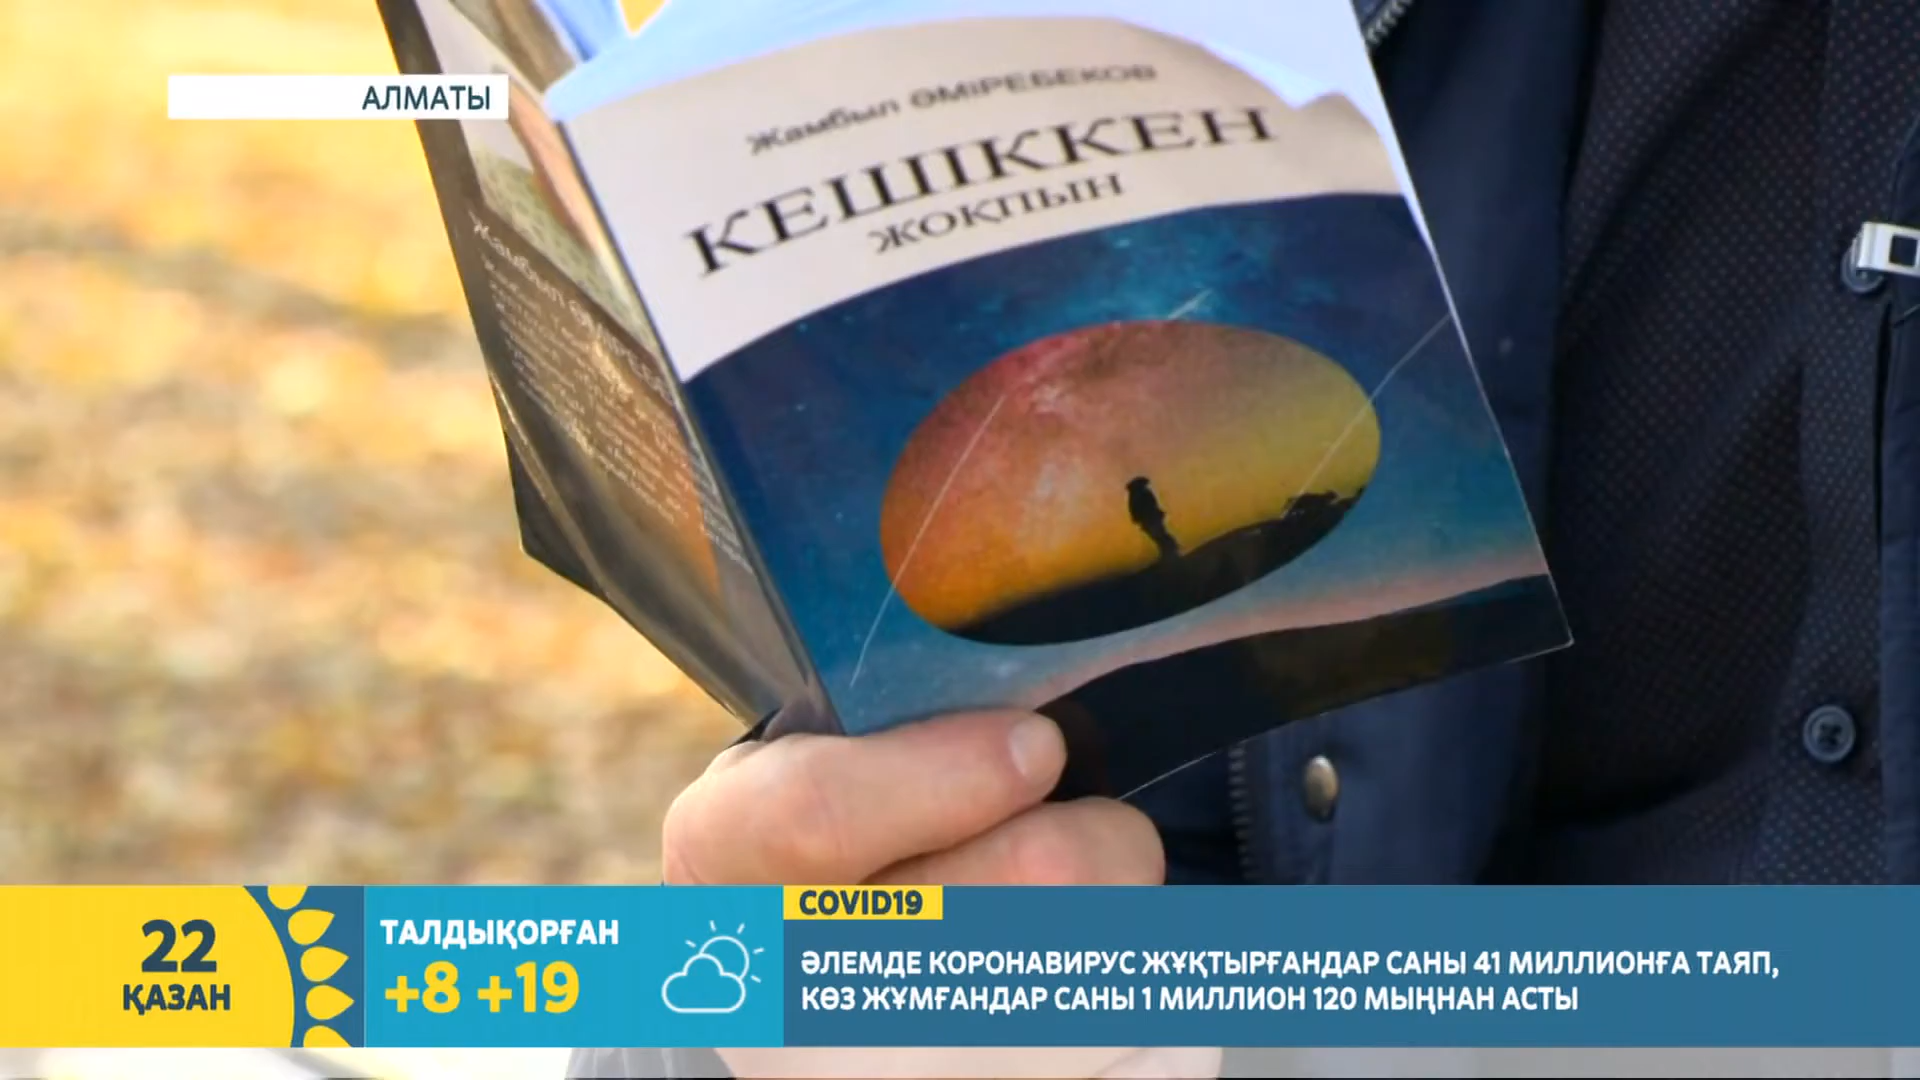 АЛМАТЫ
Жамбыл ӘМІРЕБЕКОВ
КЕШІККЕН
ЖОҚПЫН
22
ҚАЗАН
ТАЛДЫҚОРҒАН
+8 +19
COVID19
ӘЛЕМДЕ КОРОНАВИРУС ЖҰҚТЫРҒАНДАР САНЫ 41 МИЛЛИОНҒА ТАЯП,
КӨЗ ЖҰМҒАНДАР САНЫ 1 МИЛЛИОН 120 МЫҢНАН АСТЫ